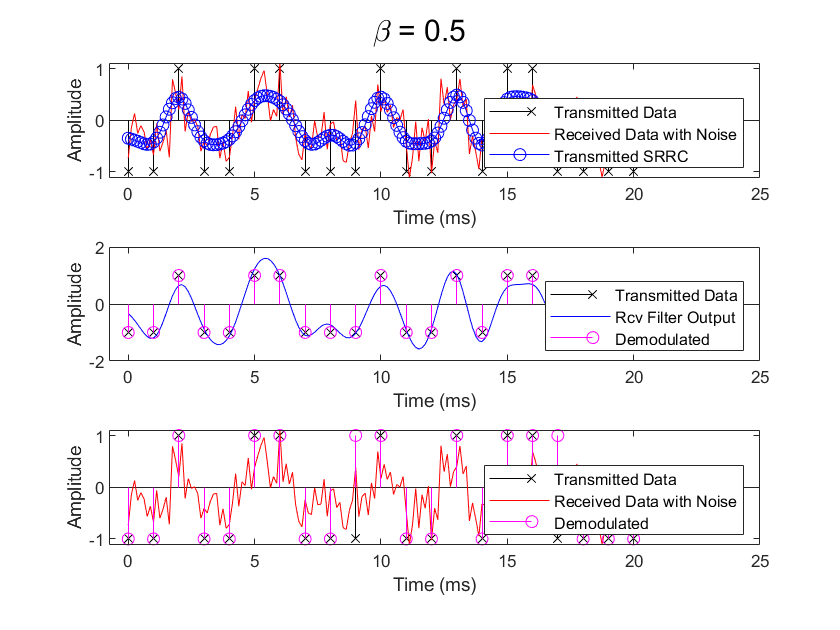 β = 0.5
1
0
-1
Amplitude
Transmitted Data
Received Data with Noise
Transmitted SRRC
0 5 10 15 20 25
Time (ms)
2
0
-2
Amplitude
Transmitted Data
Rcv Filter Output
Demodulated
0 5 10 15 20 25
Time (ms)
1
0
-1
Amplitude
Transmitted Data
Received Data with Noise
Demodulated
0 5 10 15 20 25
Time (ms)